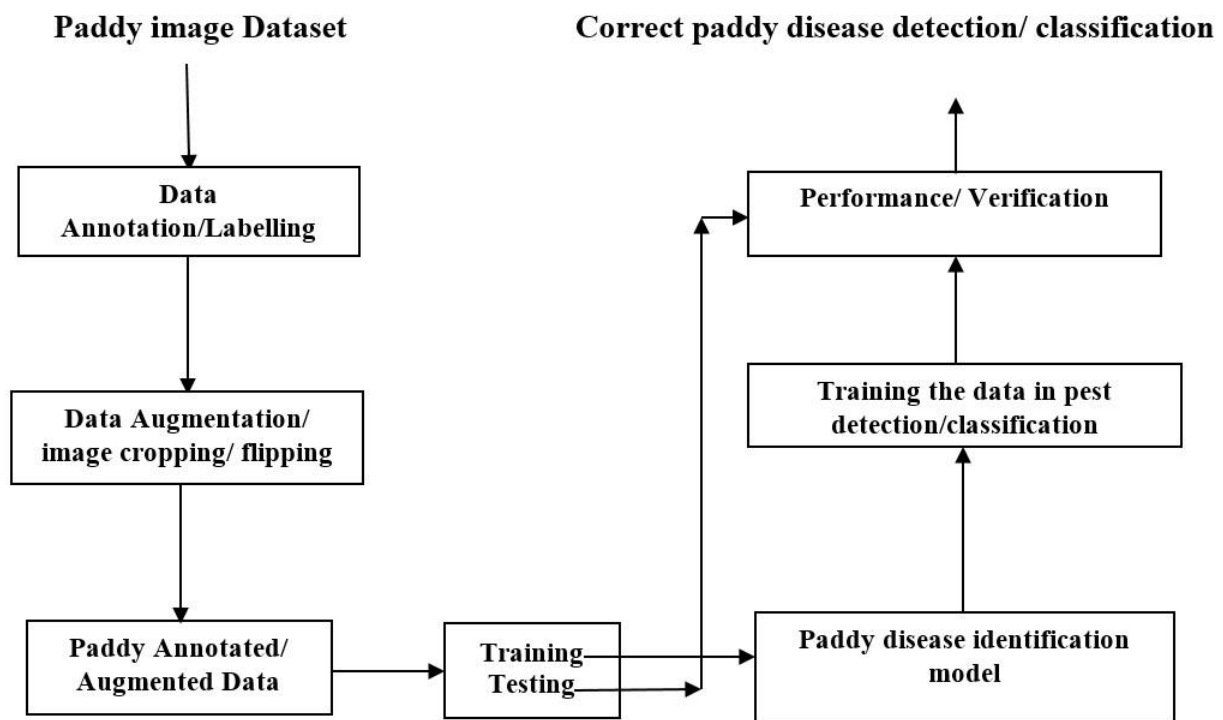 Paddy image Dataset
Data
Annotation/Labelling
Data Augmentation/
image cropping/ flipping
Paddy Annotated/
Augmented Data
Training
Testing
Paddy disease identification
model
Training the data in pest
detection/classification
Performance/ Verification
Correct paddy disease detection/ classification